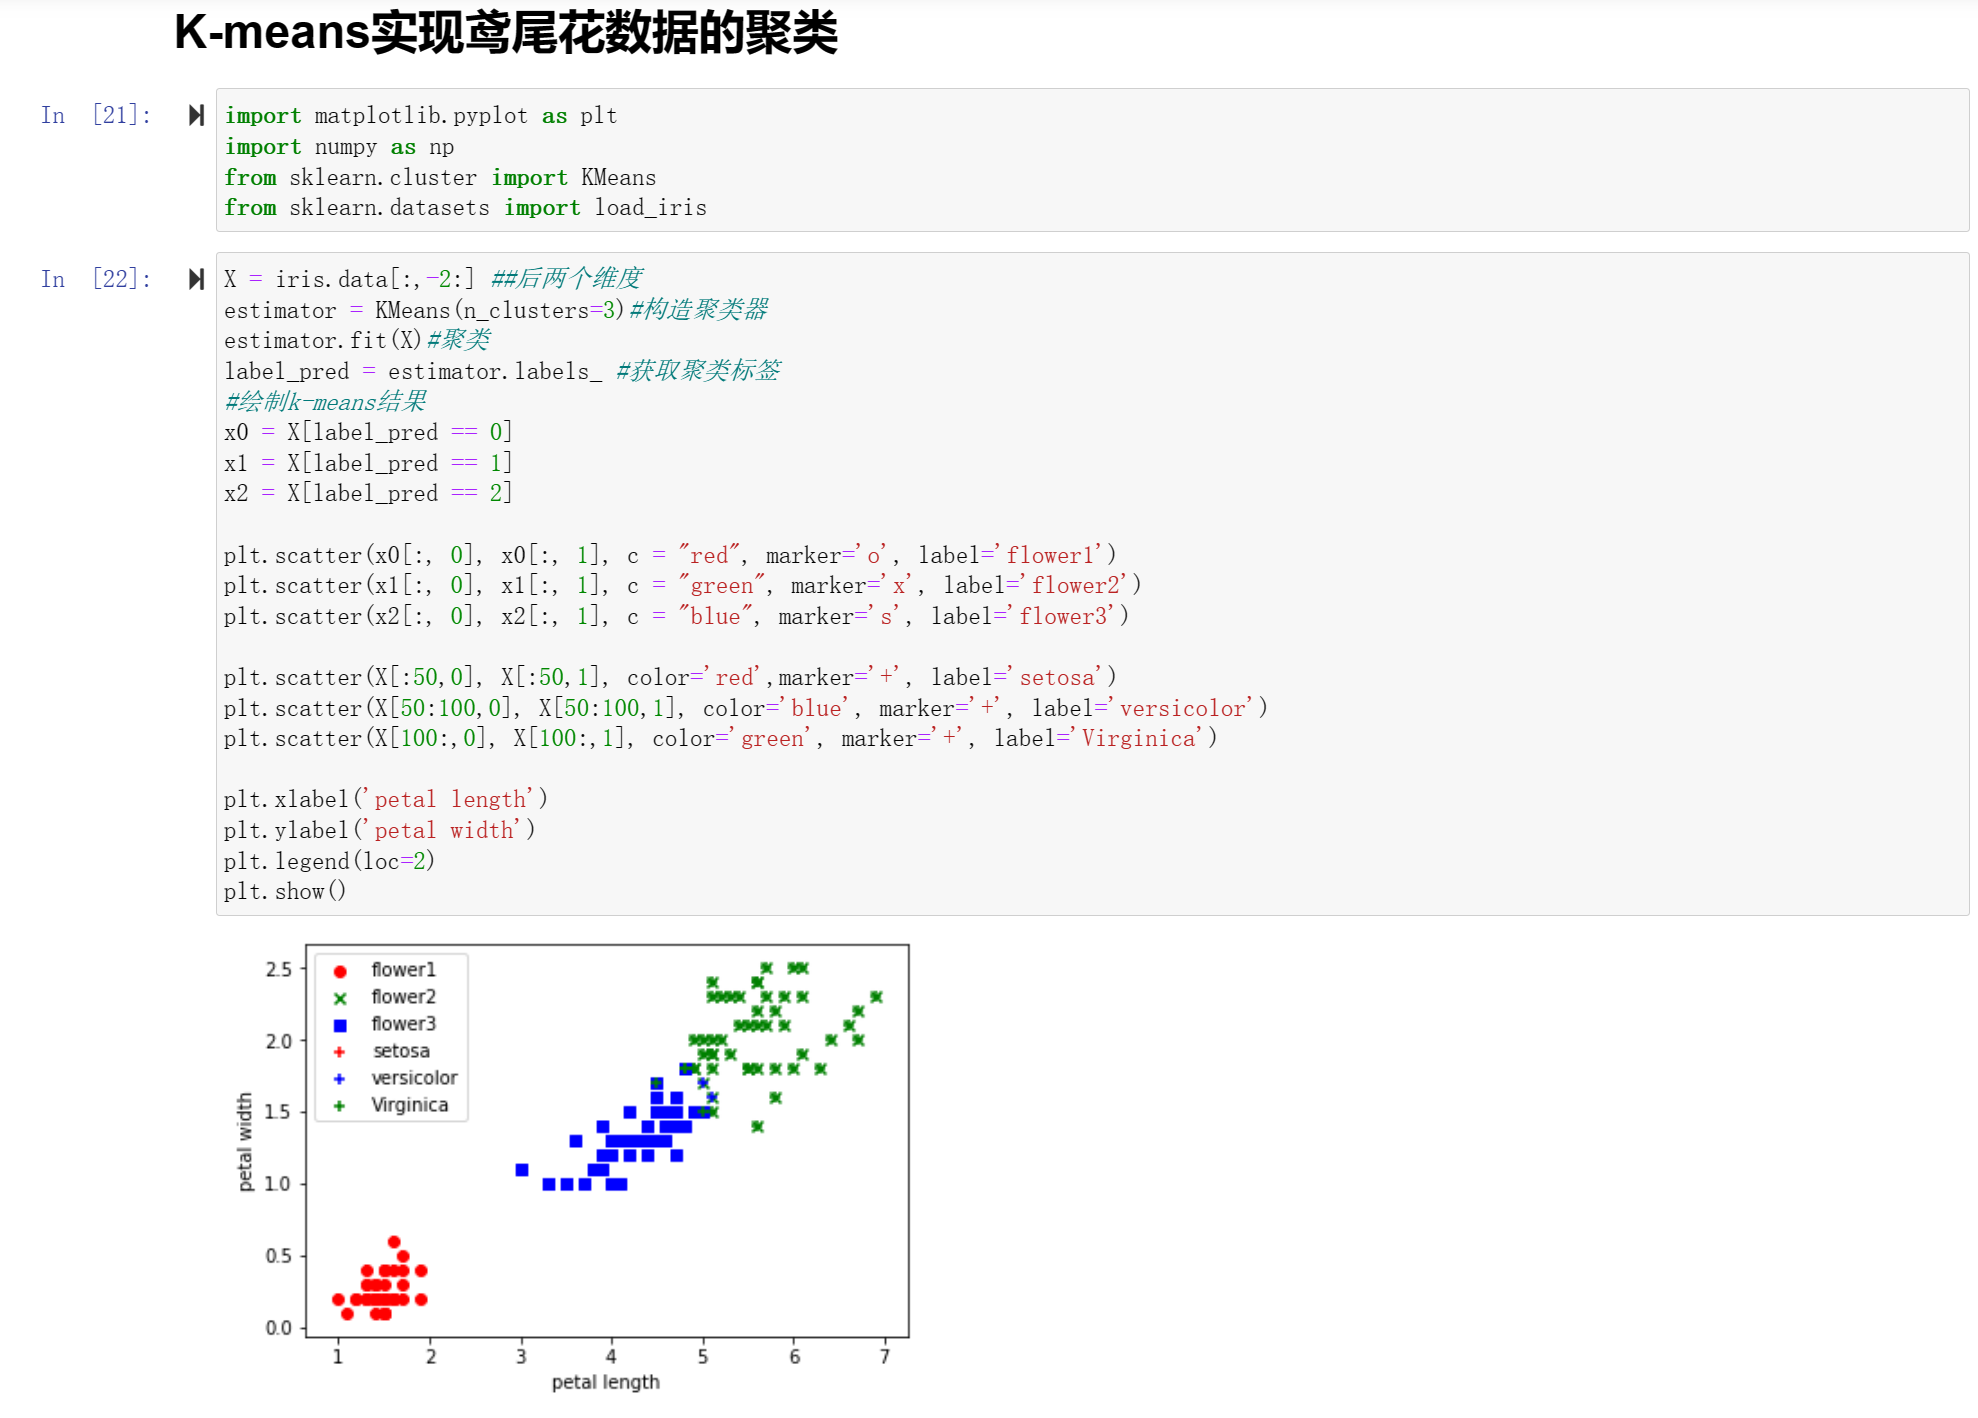 K-means实现鸢尾花数据的聚类
In [21]:
import matplotlib.pyplot as plt
import numpy as np
from sklearn.cluster import KMeans
from sklearn.datasets import load_iris
In [22]:
X = iris.data[:,-2:] ##后两个维度
estimator = KMeans(n_clusters=3)#构造聚类器
estimator.fit(X)#聚类
label_pred = estimator.labels_ #获取聚类标签
#绘制k-means结果
x0 = X[label_pred == 0]
x1 = X[label_pred == 1]
x2 = X[label_pred == 2]
plt.scatter(x0[:, 0], x0[:, 1], c = "red", marker='o', label='flower1')
plt.scatter(x1[:, 0], x1[:, 1], c = "green", marker='x', label='flower2')
plt.scatter(x2[:, 0], x2[:, 1], c = "blue", marker='s', label='flower3')
plt.scatter(X[:50,0], X[:50,1], color='red',marker='+', label='setosa')
plt.scatter(X[50:100,0], X[50:100,1], color='blue', marker='+', label='versicolor')
plt.scatter(X[100:,0], X[100:,1], color='green', marker='+', label='Virginica')
plt.xlabel('petal length')
plt.ylabel('petal width')
plt.legend(loc=2)
plt.show()
flower1
flower2
flower3
setosa
versicolor
Virginica
2.5
2.0
1.5
1.0
0.5
0.0
petal width
1 2 3 4 5 6 7
petal length